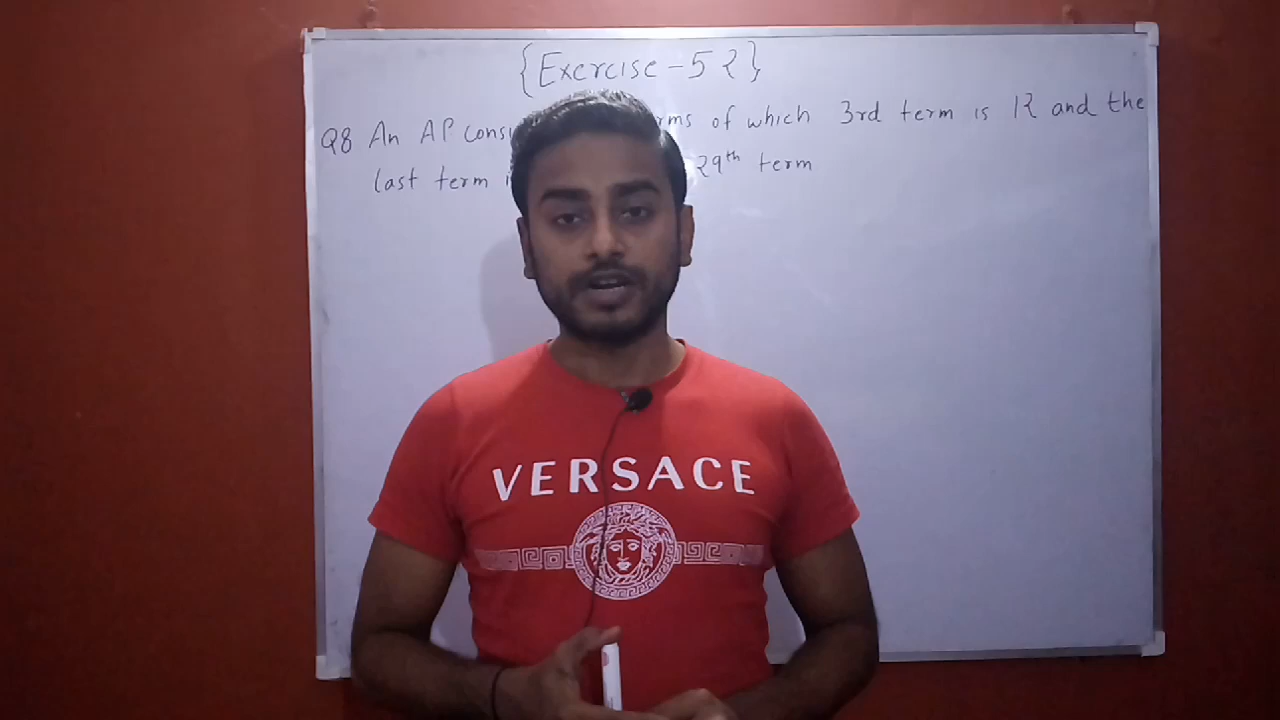 {Exercise-5.2}
Q8 An AP cons rms of which 3rd term is 12 and the
last term 29th term
VERSACE